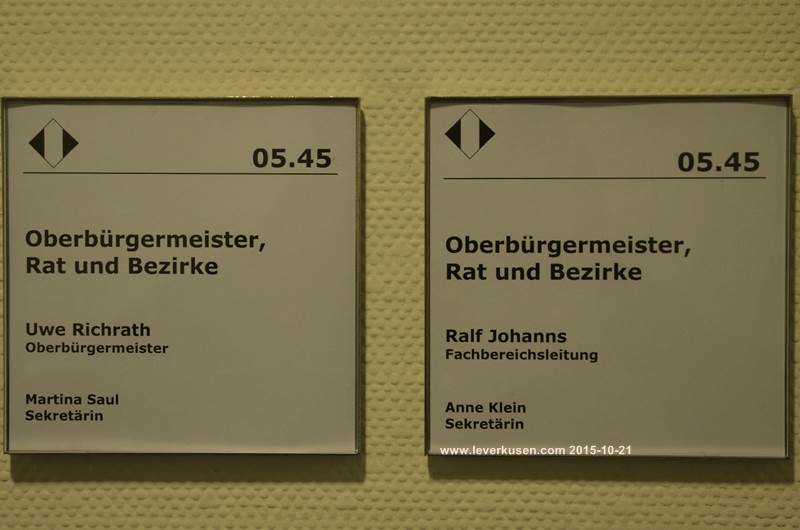 05.45
Oberbürgermeister,
Rat und Bezirke
Uwe Richrath
Oberbürgermeister
Martina Saul
Sekretärin
05.45
Oberbürgermeister,
Rat und Bezirke
Ralf Johanns
Fachbereichsleitung
Anne Klein
Sekretärin
www.leverkusen.com 2015-10-21